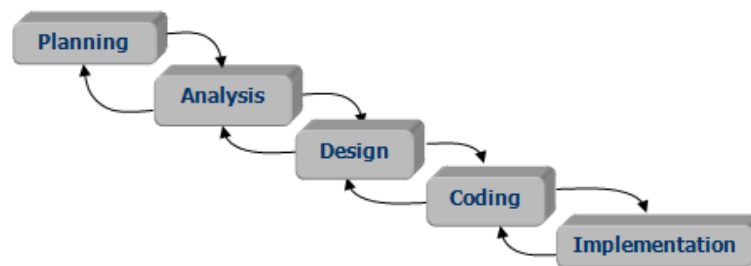 Planning
Analysis
Design
Coding
Implementation